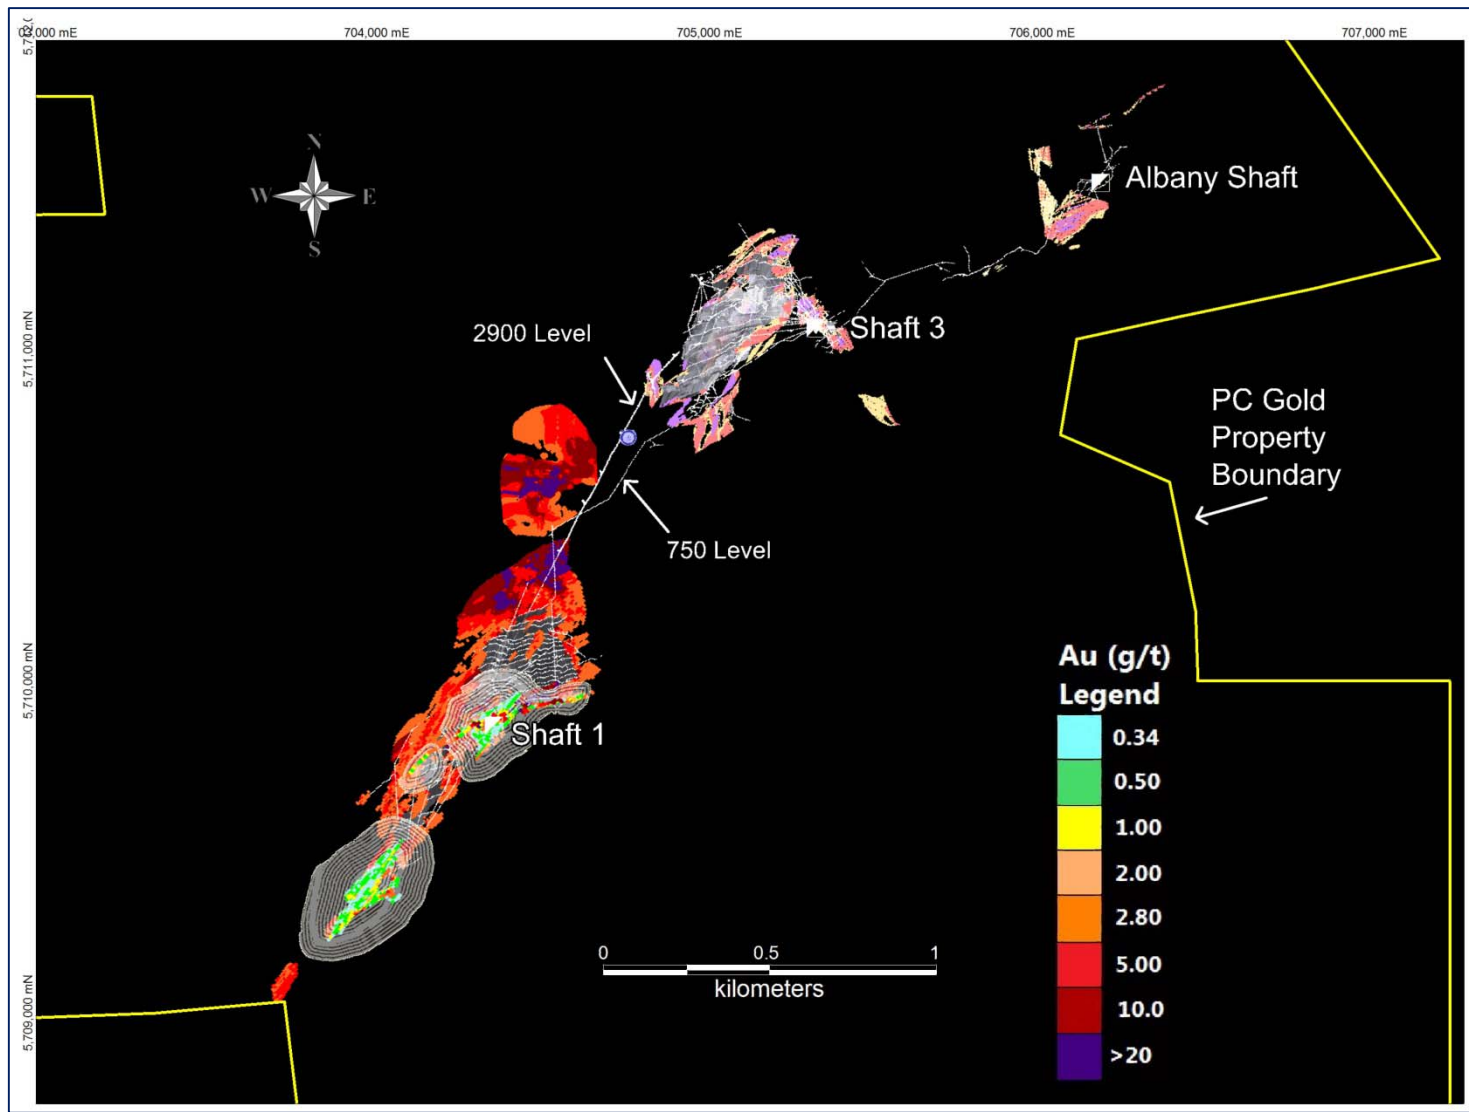 03,000 mE 704,000 mE 705,000 mE 706,000 mE 707,000 mE
N
W E
S
Albany Shaft
5,711,000 mN
2900 Level
Shaft 3
PC Gold
Property
Boundary
750 Level
5,710,000 mN
Shaft 1
Au (g/t)
Legend
0.34
0.50
1.00
2.00
2.80
5.00
10.0
>20
0 0.5 1
kilometers
5,709,000 mN